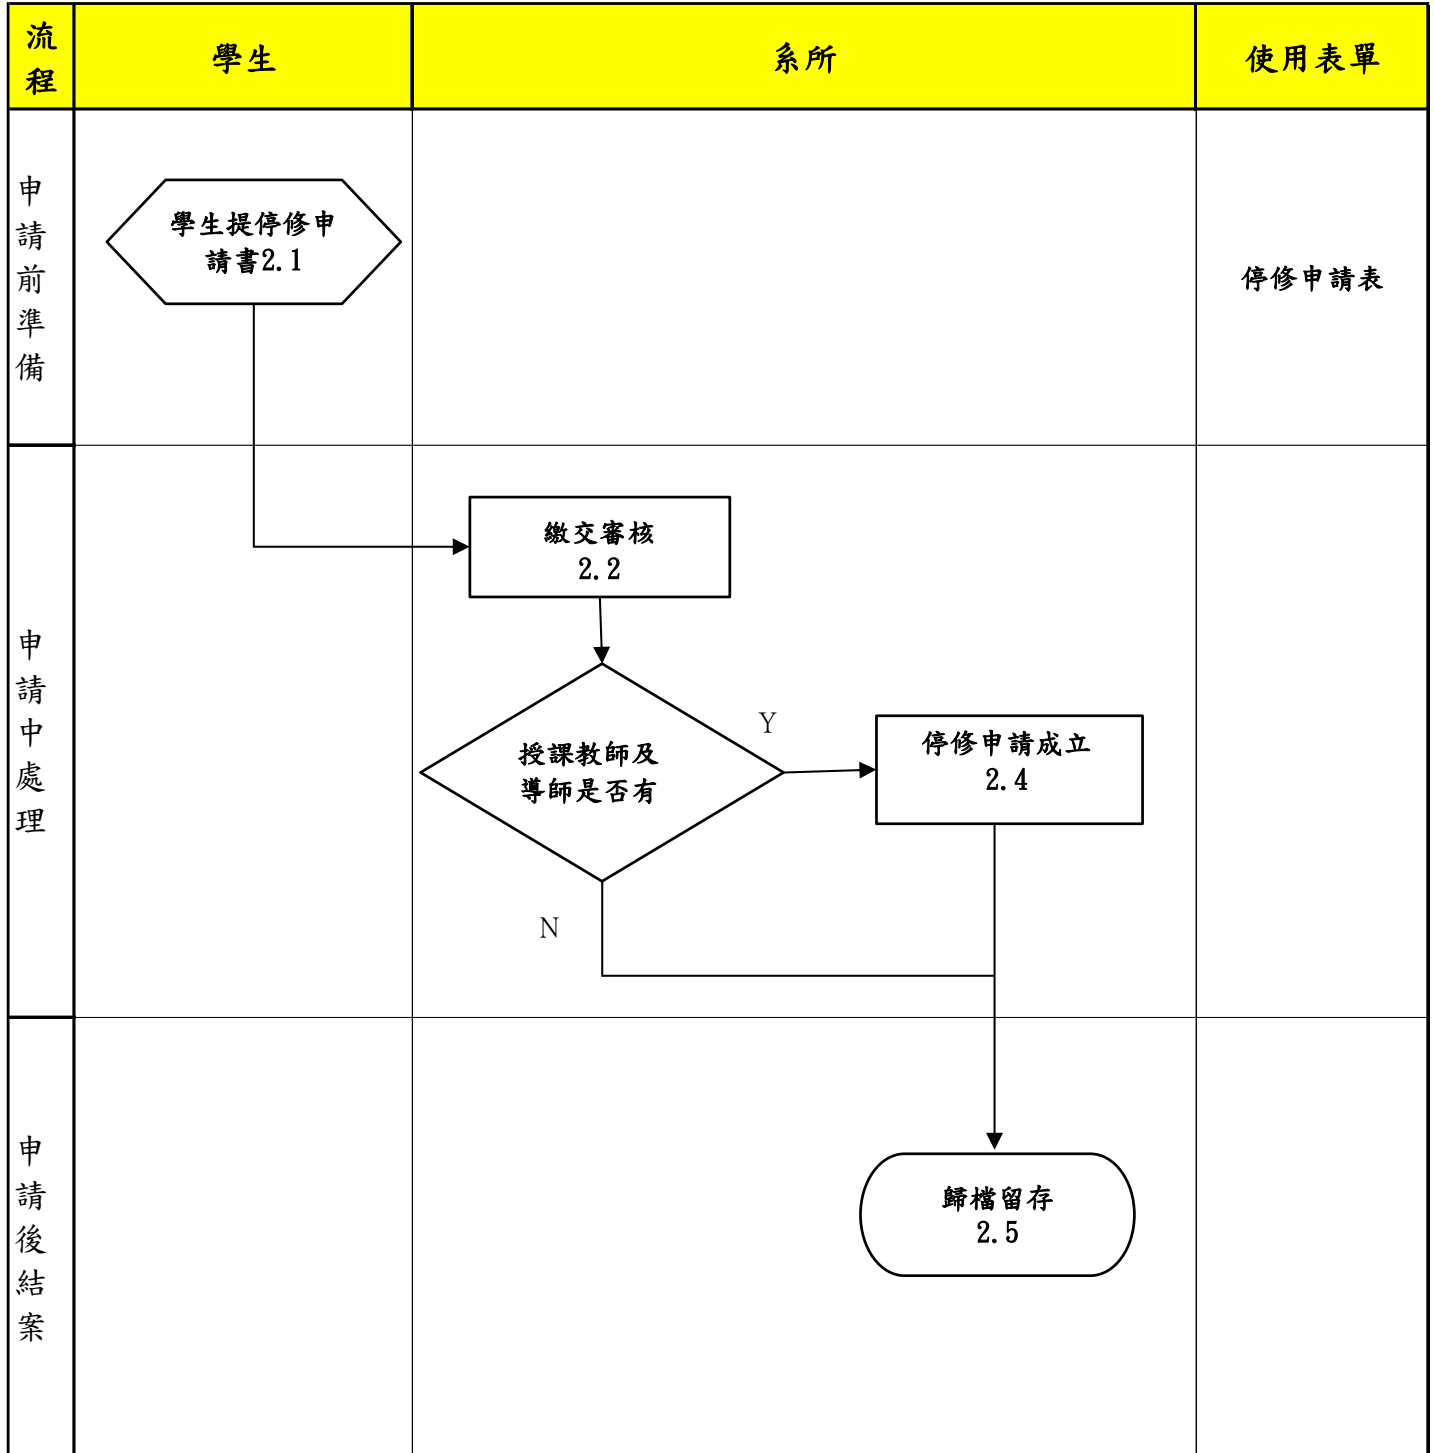 流
程
學生
系所
使用表單
申
請
前
準
備
學生提停修申
請書2.1
停修申請表
申
請
中
處
理
繳交審核
2.2
授課教師及
導師是否有
Y
停修申請成立
2.4
N
申
請
後
結
案
歸檔留存
2.5